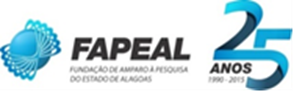 FAPEAL
FUNDAÇÃO DE AMPARO À PESQUISA
DO ESTADO DE ALAGOAS
25
ANOS
1990 - 2015